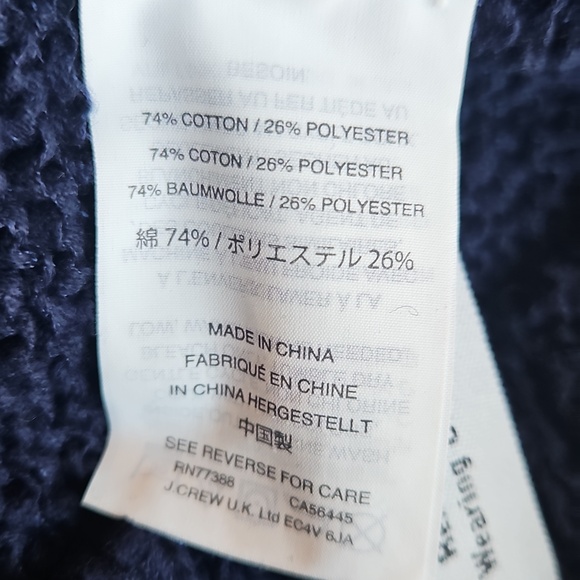 74% COTTON / 26% POLYESTER
74% COTON / 26% POLYESTER
74% BAUMWOLLE / 26% POLYESTER
綿 74% / ポリエステル 26%
MADE IN CHINA
FABRIQUÉ EN CHINE
IN CHINA HERGESTELLT
中国製
SEE REVERSE FOR CARE
RN77388 CA56445
J.CREW U.K. Ltd EC4V 6JA
Wearing